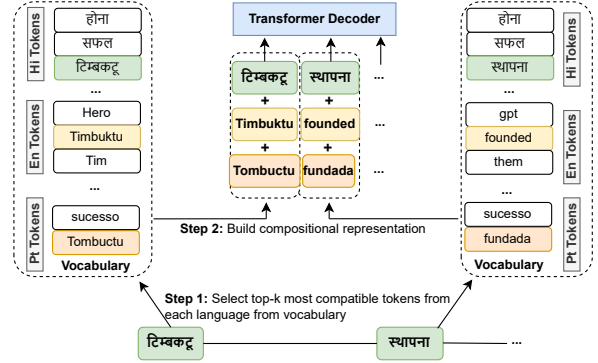 Transformer Decoder
Hi Tokens
होना
सफल
टिम्बकटू
...
En Tokens
Hero
Timbuktu
Tim
...
Pt Tokens
sucesso
Tombuctu
Vocabulary
टिम्बकटू
+
Timbuktu
+
Tombuctu
स्थापना
+
founded
+
fundada
...
...
...
होना
सफल
स्थापना
Hi Tokens
...
gpt
founded
them
En Tokens
...
sucesso
fundada
Pt Tokens
Vocabulary
Step 2: Build compositional representation
Step 1: Select top-k most compatible tokens from
each language from vocabulary
टिम्बकटू
स्थापना
...